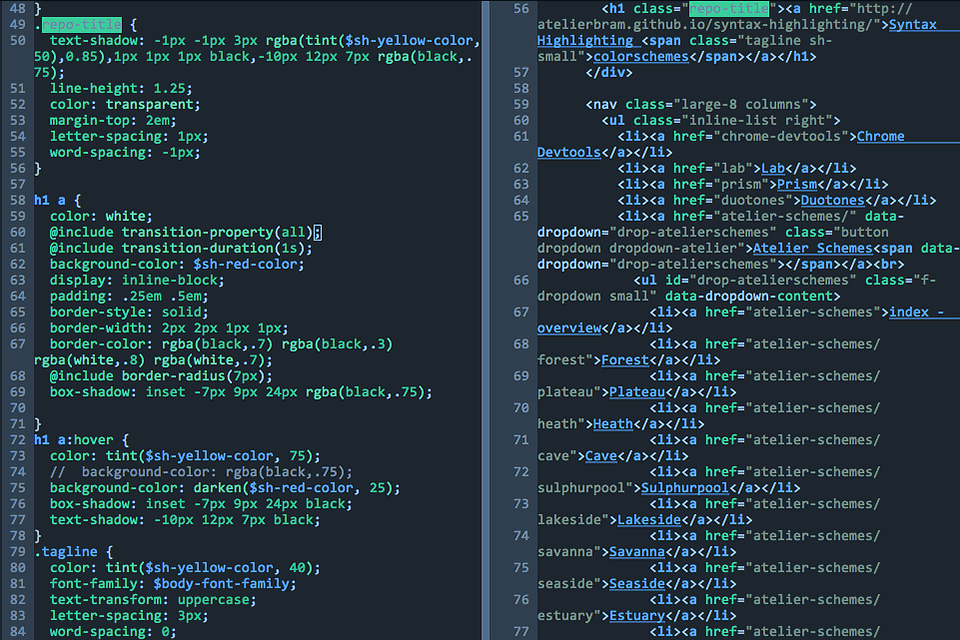 48 }
49 .repo-title {
50   text-shadow: -1px -1px 3px rgba(tint($sh-yellow-color,
50),0.85),1px 1px 1px black,-10px 12px 7px rgba(black,.
75);
51   line-height: 1.25;
52   color: transparent;
53   margin-top: 2em;
54   letter-spacing: 1px;
55   word-spacing: -1px;
56 }
57
58 h1 a {
59   color: white;
60   @include transition-property(all);
61   @include transition-duration(1s);
62   background-color: $sh-red-color;
63   display: inline-block;
64   padding: .25em .5em;
65   border-style: solid;
66   border-width: 2px 2px 1px 1px;
67   border-color: rgba(black,.7) rgba(black,.3)
rgba(white,.8) rgba(white,.7);
68   @include border-radius(7px);
69   box-shadow: inset -7px 9px 24px rgba(black,.75);
70
71 }
72 h1 a:hover {
73   color: tint($sh-yellow-color, 75);
74   //  background-color: rgba(black,.75);
75   background-color: darken($sh-red-color, 25);
76   box-shadow: inset -7px 9px 24px black;
77   text-shadow: -10px 12px 7px black;
78 }
79 .tagline {
80   color: tint($sh-yellow-color, 40);
81   font-family: $body-font-family;
82   text-transform: uppercase;
83   letter-spacing: 3px;
84   word-spacing: 0;
56         <h1 class="repo-title"><a href="http://
atelierbram.github.io/syntax-highlighting/">Syntax
Highlighting <span class="tagline sh-
small">colorschemes</span></a></h1>
57       </div>
58
59       <nav class="large-8 columns">
60         <ul class="inline-list right">
61           <li><a href="chrome-devtools">Chrome
Devtools</a></li>
62           <li><a href="lab">Lab</a></li>
63           <li><a href="prism">Prism</a></li>
64           <li><a href="duotones">Duotones</a></li>
65           <li><a href="atelier-schemes/" data-
dropdown="drop-atelierschemes" class="button
dropdown dropdown-atelier">Atelier Schemes<span data-
dropdown="drop-atelierschemes"></span></a><br>
66             <ul id="drop-atelierschemes" class="f-
dropdown small" data-dropdown-content>
67               <li><a href="atelier-schemes">index -
overview</a></li>
68               <li><a href="atelier-schemes/
forest">Forest</a></li>
69               <li><a href="atelier-schemes/
plateau">Plateau</a></li>
70               <li><a href="atelier-schemes/
heath">Heath</a></li>
71               <li><a href="atelier-schemes/
cave">Cave</a></li>
72               <li><a href="atelier-schemes/
sulphurpool">Sulphurpool</a></li>
73               <li><a href="atelier-schemes/
lakeside">Lakeside</a></li>
74               <li><a href="atelier-schemes/
savanna">Savanna</a></li>
75               <li><a href="atelier-schemes/
seaside">Seaside</a></li>
76               <li><a href="atelier-schemes/
estuary">Estuary</a></li>
77               <li><a href="atelier-schemes/